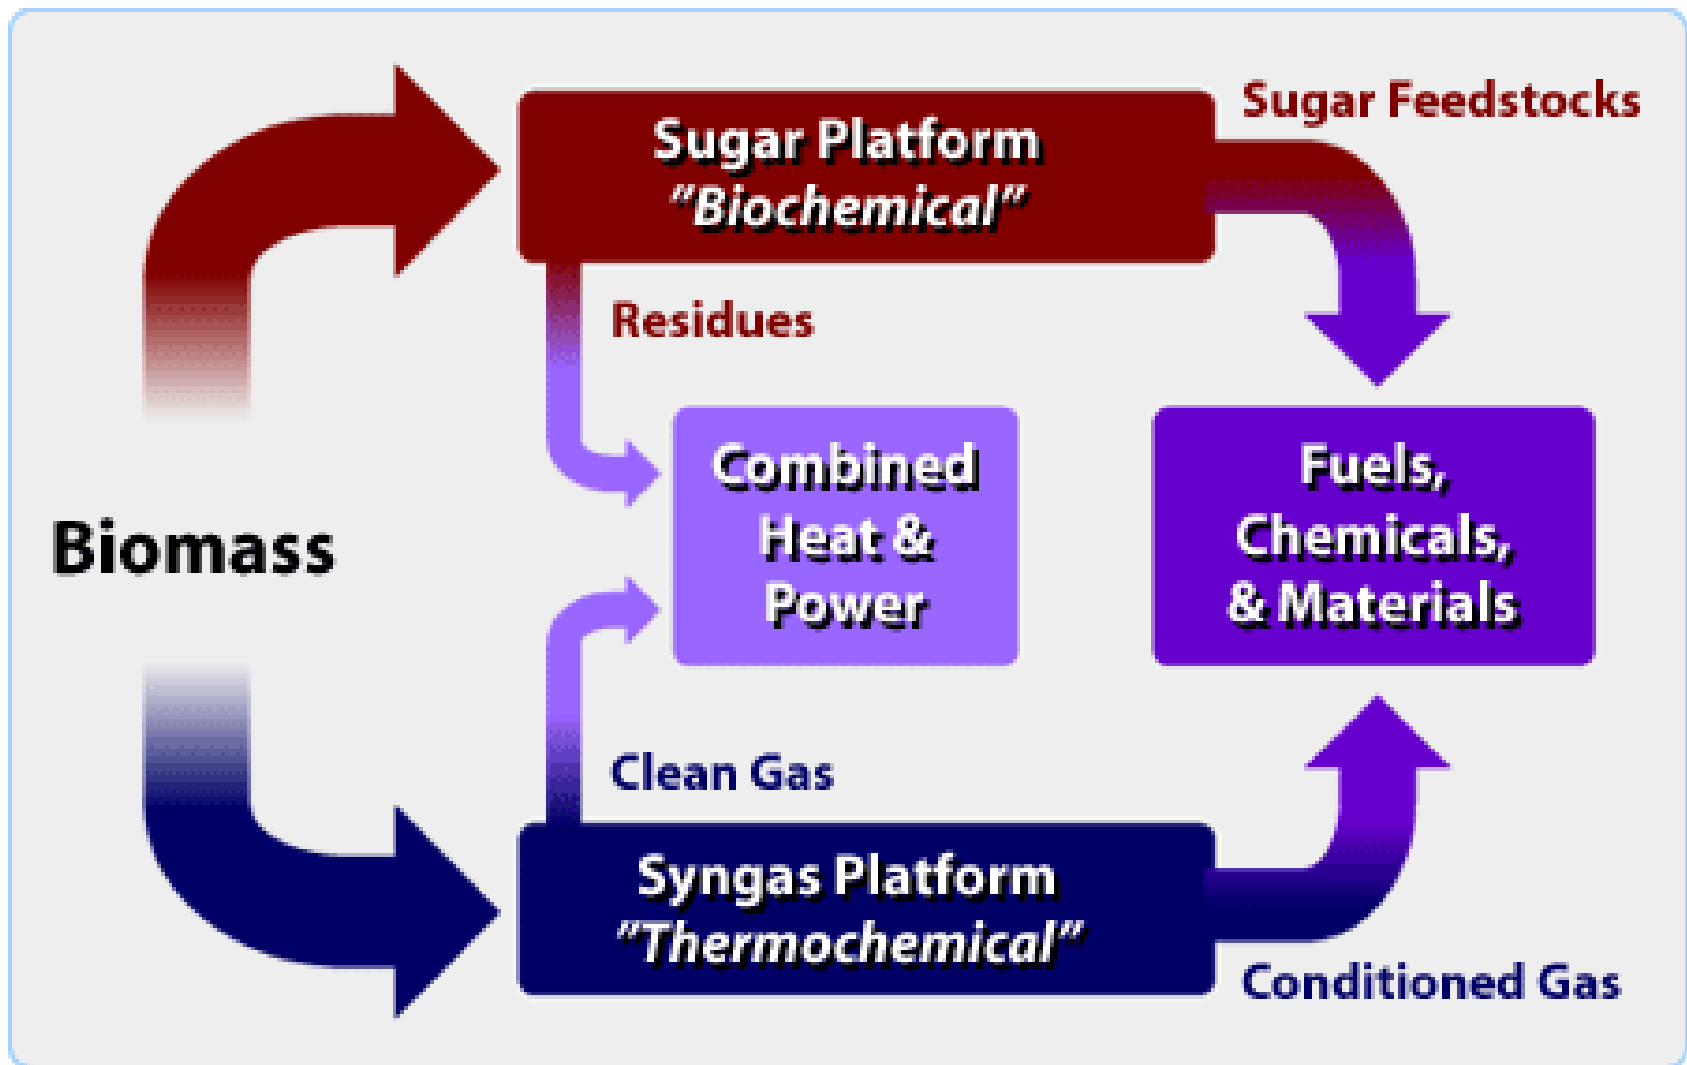 Sugar Feedstocks
Sugar Platform
"Biochemical"
Residues
Combined
Heat &
Power
Fuels,
Chemicals,
& Materials
Biomass
Clean Gas
Syngas Platform
"Thermochemical"
Conditioned Gas